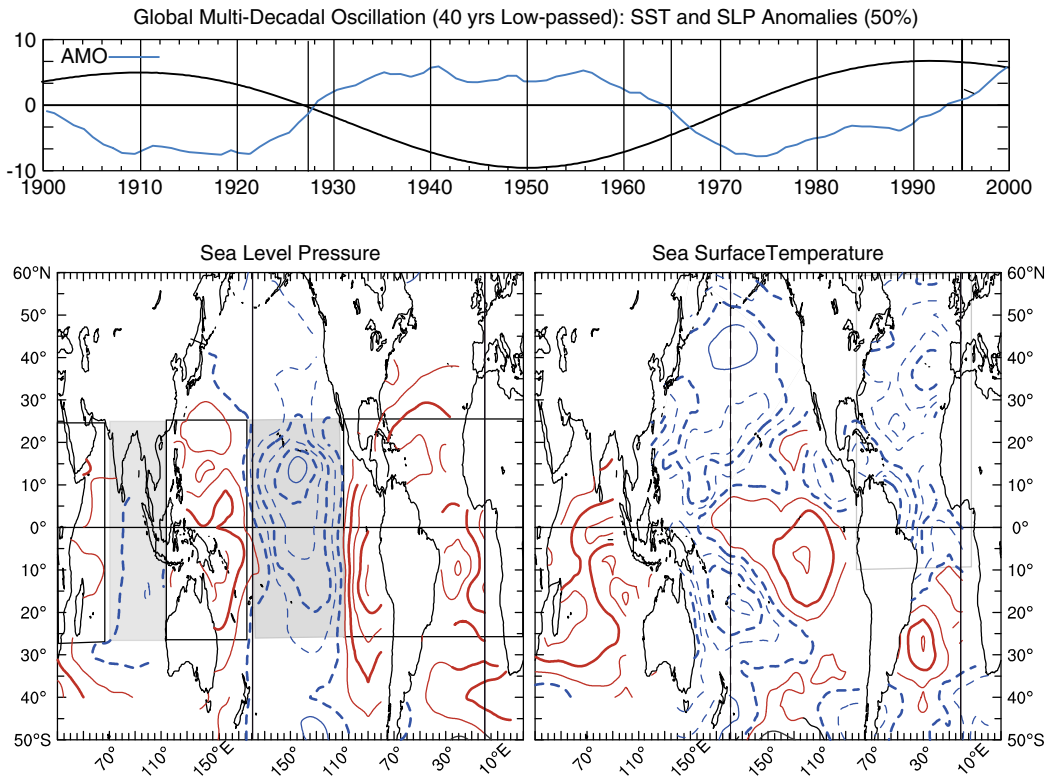 Global Multi-Decadal Oscillation (40 yrs Low-passed): SST and SLP Anomalies (50%)
10
AMO
0
-10
1900 1910 1920 1930 1940 1950 1960 1970 1980 1990 2000
Sea Level Pressure
Sea SurfaceTemperature
60°N 60°N
50° 50°
40° 40°
30° 30°
20° 20°
10° 10°
0° 0°
10° 10°
20° 20°
30° 30°
40° 40°
50°S 50°S
70° 110° 150°E 150° 110° 70° 30° 10°E 70° 110° 150°E 150° 110° 70° 30° 10°E